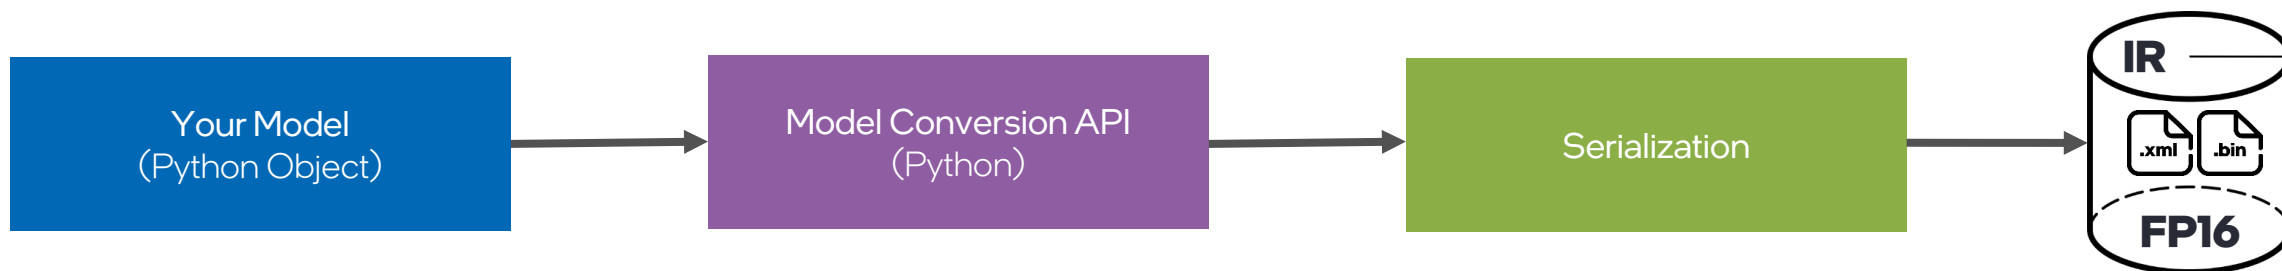 Your Model
(Python Object)
Model Conversion API
(Python)
Serialization
IR
.xml
.bin
FP16